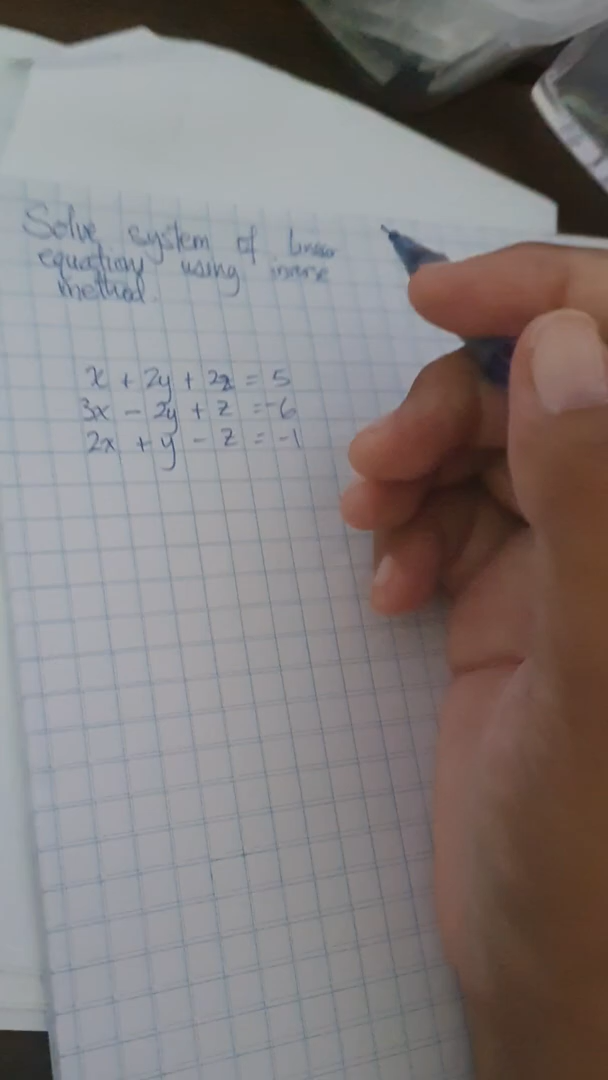 Solve system of linear
equations using inverse
method.
x + 2y + 2z = 5
3x - 2y + z = -6
2x + y - z = -1